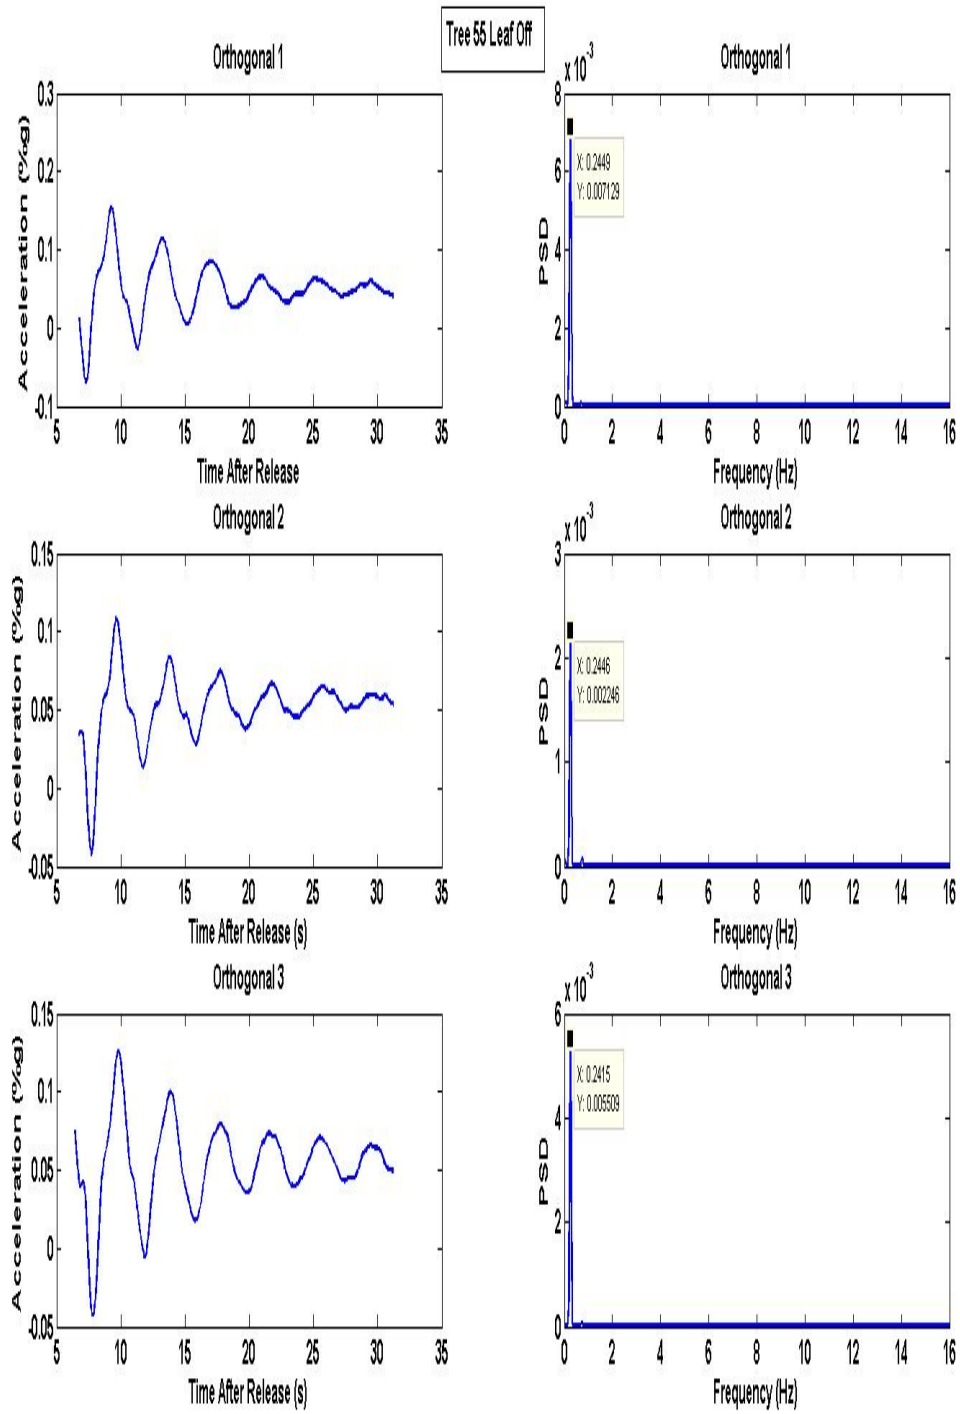 Tree 55 Leaf Off
Orthogonal 1
Acceleration (%g)
0.3
0.2
0.1
0
-0.1
5 10 15 20 25 30 35
Time After Release
Orthogonal 1
x 10^-3
PSD
8
6
4
2
0
X: 0.2449
Y: 0.007129
0 2 4 6 8 10 12 14 16
Frequency (Hz)
Orthogonal 2
Acceleration (%g)
0.15
0.1
0.05
0
-0.05
5 10 15 20 25 30 35
Time After Release (s)
Orthogonal 2
x 10^-3
PSD
3
2
1
0
X: 0.2446
Y: 0.002246
0 2 4 6 8 10 12 14 16
Frequency (Hz)
Orthogonal 3
Acceleration (%g)
0.15
0.1
0.05
0
-0.05
5 10 15 20 25 30 35
Time After Release (s)
Orthogonal 3
x 10^-3
PSD
6
4
2
0
X: 0.2415
Y: 0.005509
0 2 4 6 8 10 12 14 16
Frequency (Hz)